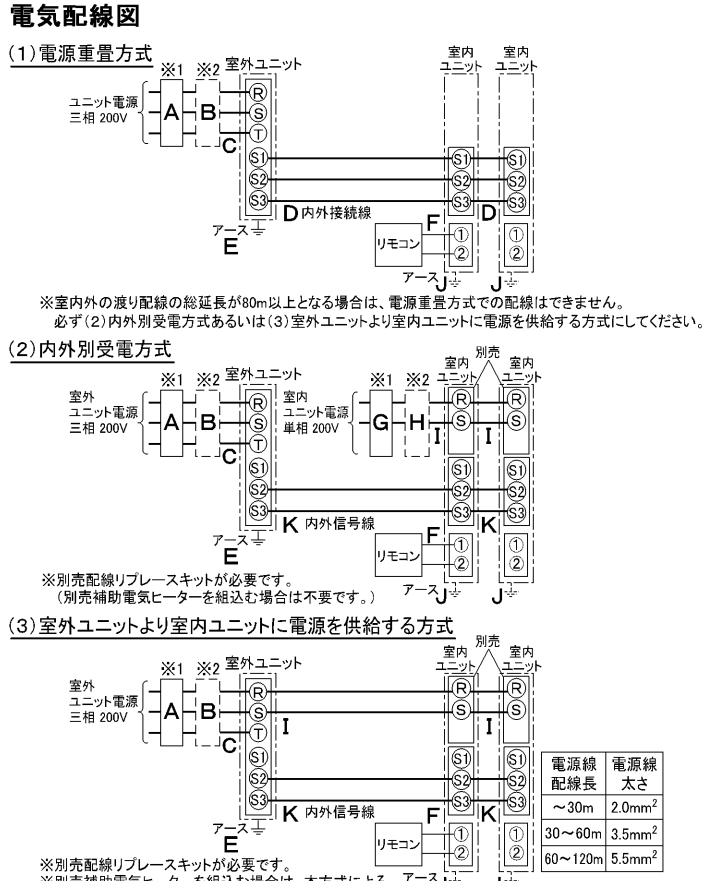 電気配線図
(1)電源重畳方式
※1 ※2 室外ユニット
室内
ユニット
室内
ユニット
ユニット電源
三相 200V
A
B
C
R
S
T
S1
S2
S3
S1
S2
S3
S1
S2
S3
D 内外接続線
D
F
リモコン
①
②
①
②
アース
E
アース J
J
※室内外の渡り配線の総延長が80m以上となる場合は、電源重畳方式での配線はできません。
必ず(2)内外別受電方式あるいは(3)室外ユニットより室内ユニットに電源を供給する方式にしてください。
(2)内外別受電方式
別売
※1 ※2 室外ユニット
※1 ※2
室内
ユニット
室内
ユニット
室外
ユニット電源
三相 200V
A
B
C
R
S
T
S1
S2
S3
室内
ユニット電源
単相 200V
G
H
I
I
R
S
S1
S2
S3
R
S
S1
S2
S3
K 内外信号線
K
F
リモコン
①
②
①
②
アース
E
アース J
J
※別売配線リプレースキットが必要です。
(別売補助電気ヒーターを組込む場合は不要です。)
(3)室外ユニットより室内ユニットに電源を供給する方式
別売
※1 ※2 室外ユニット
室内
ユニット
室内
ユニット
室外
ユニット電源
三相 200V
A
B
C
R
S
T
S1
S2
S3
I
I
R
S
S1
S2
S3
R
S
S1
S2
S3
K 内外信号線
K
F
リモコン
①
②
①
②
アース
E
アース
電源線配線長 電源線太さ
～30m 2.0mm²
30～60m 3.5mm²
60～120m 5.5mm²
※別売配線リプレースキットが必要です。